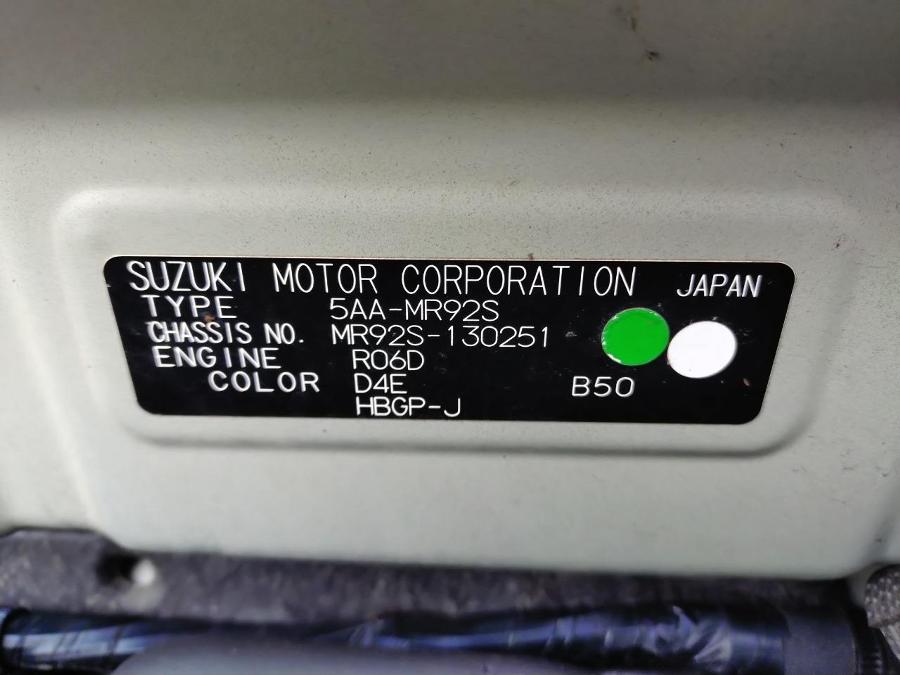 SUZUKI MOTOR CORPORATION JAPAN
TYPE 5AA-MR92S
CHASSIS NO. MR92S-130251
ENGINE R06D
COLOR D4E B50
HBGP-J